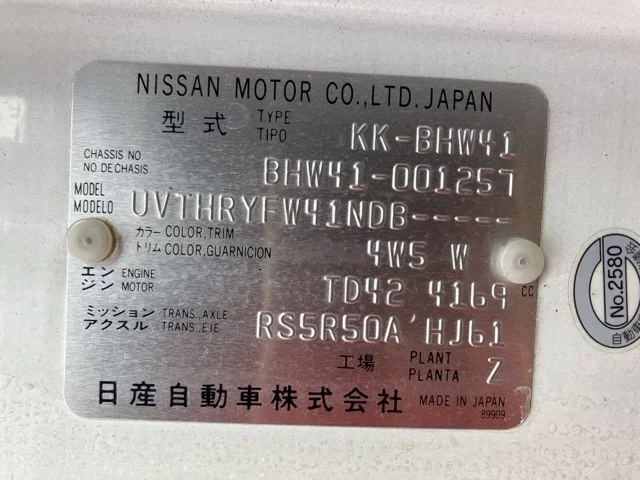 NISSAN MOTOR CO.,LTD.JAPAN
型式 TYPE TIPO KK-BHW41
CHASSIS NO NO.DE CHASIS BHW41-001257
MODEL MODELO UVTHRYFW41NDB-----
カラー COLOR,TRIM
トリム COLOR,GUARNICION 4W5 W
エン ENGINE
ジン MOTOR TD42 4169 CC
ミッション TRANS.,AXLE
アクスル TRANS.,EJE RS5R50A HJ61
工場 PLANT PLANTA Z
日産自動車株式会社 MADE IN JAPAN
89909
No.2580